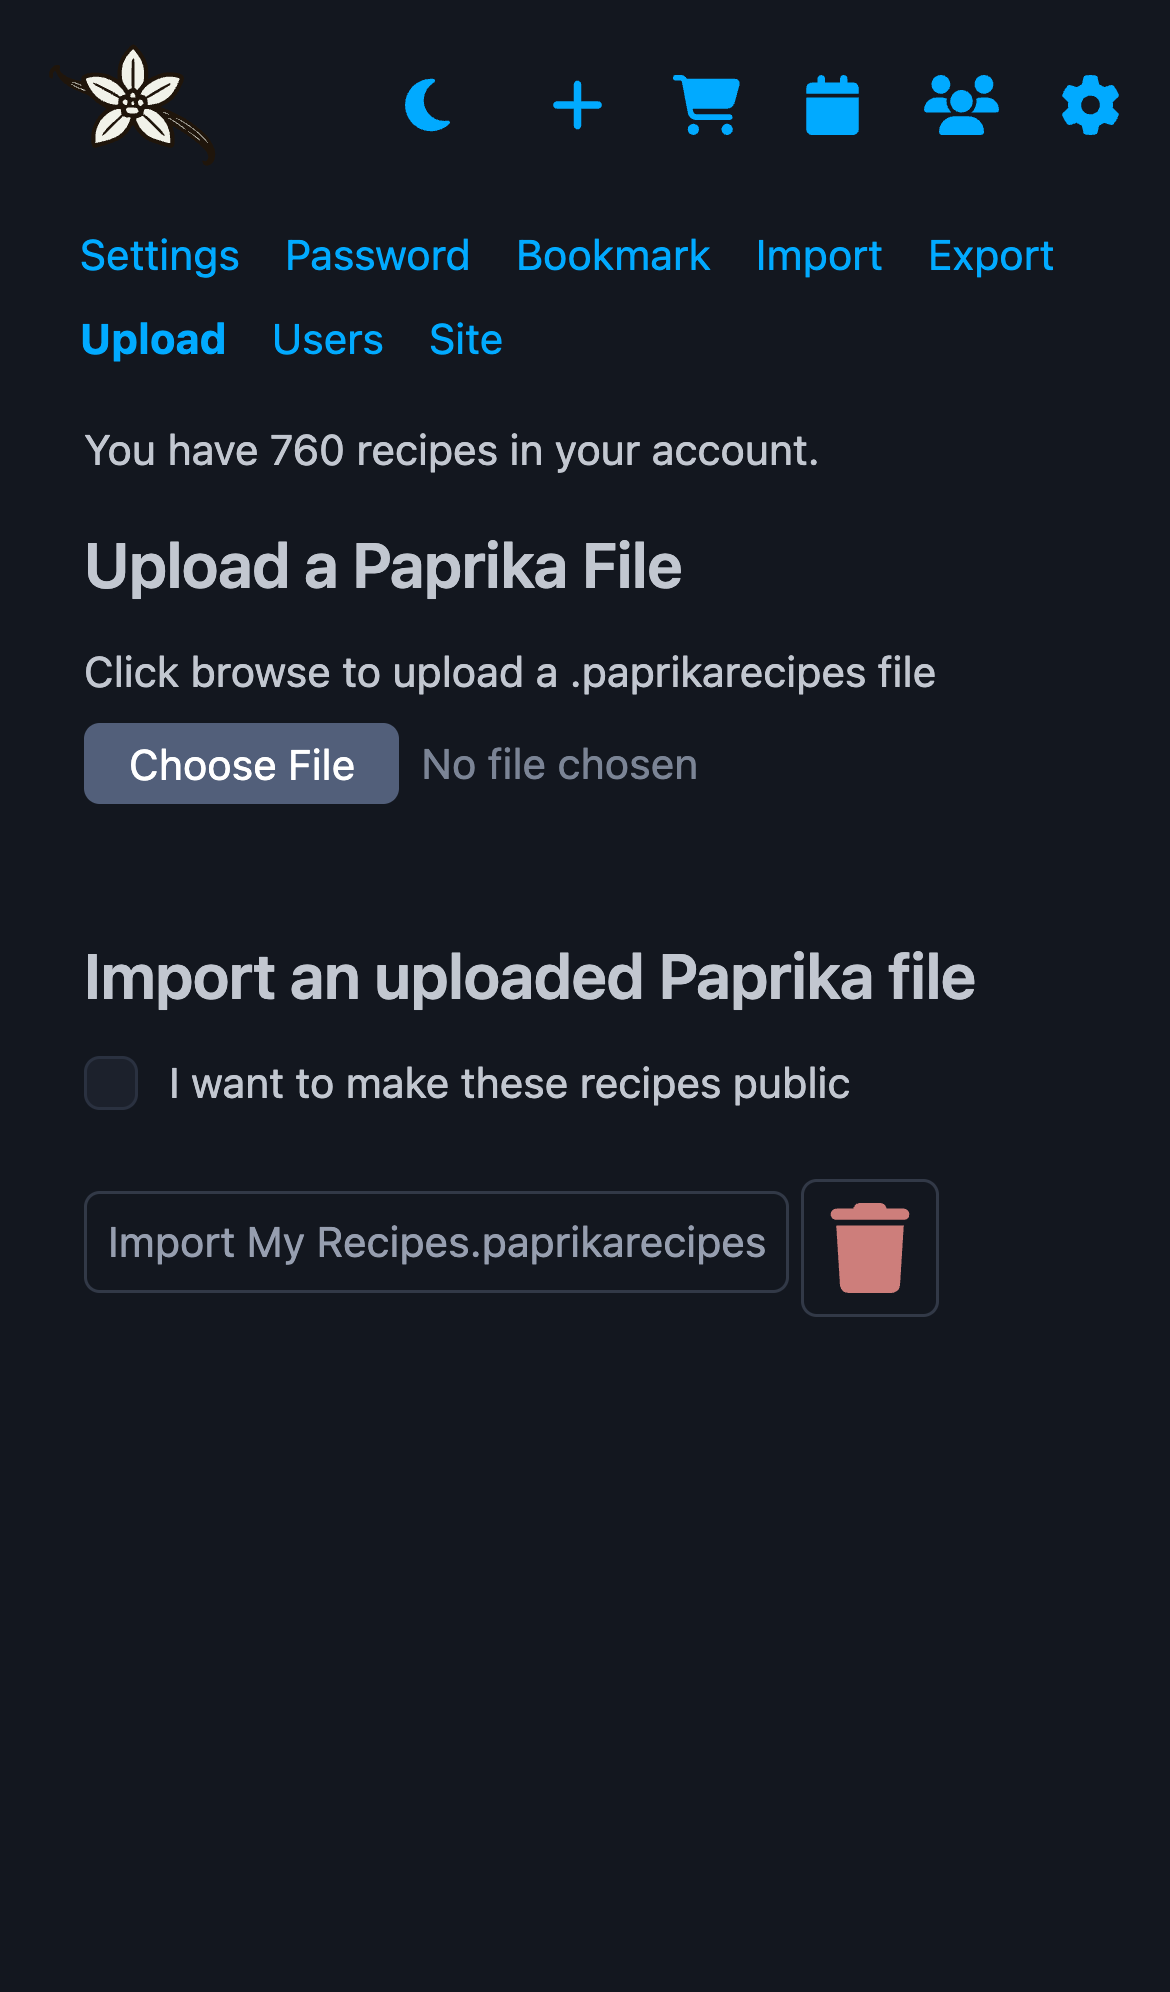 Settings Password Bookmark Import Export
Upload Users Site
You have 760 recipes in your account.
Upload a Paprika File
Click browse to upload a .paprikarecipes file
Choose File No file chosen
Import an uploaded Paprika file
I want to make these recipes public
Import My Recipes.paprikarecipes